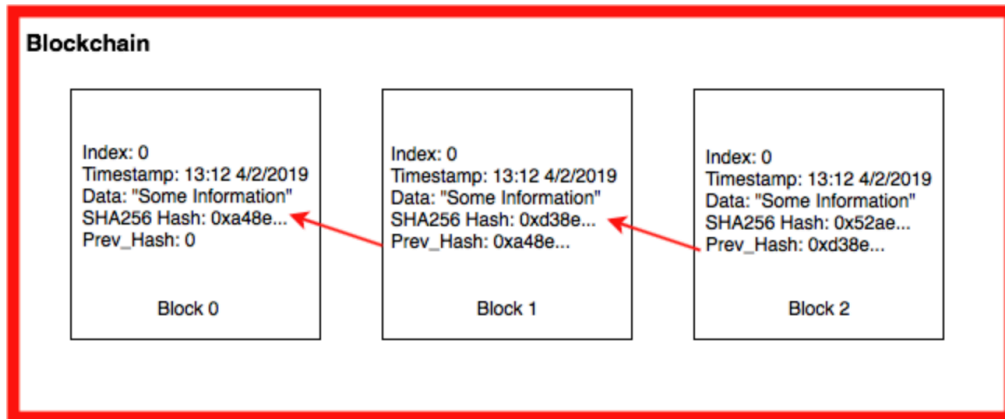 Blockchain
Index: 0
Timestamp: 13:12 4/2/2019
Data: "Some Information"
SHA256 Hash: 0xa48e...
Prev_Hash: 0
Block 0
Index: 0
Timestamp: 13:12 4/2/2019
Data: "Some Information"
SHA256 Hash: 0xd38e...
Prev_Hash: 0xa48e...
Block 1
Index: 0
Timestamp: 13:12 4/2/2019
Data: "Some Information"
SHA256 Hash: 0x52ae...
Prev_Hash: 0xd38e...
Block 2